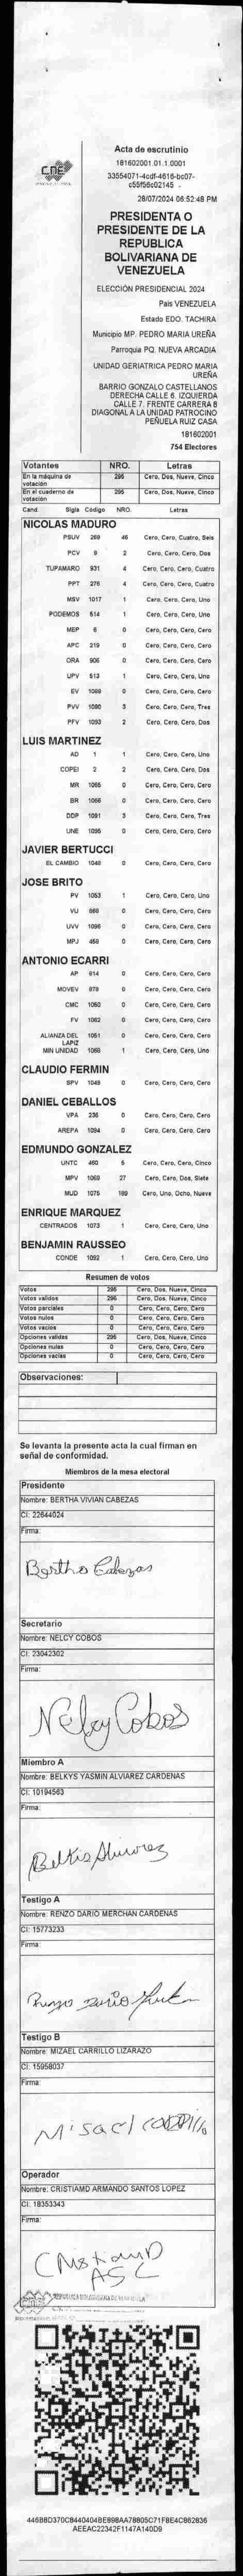 CNE
Acta de escrutinio
181602001.01.1.0001
33554071-4cdf-4615-bc07-
c55f56c02145 -
28/07/2024 08:52:48 PM
PRESIDENTA O
PRESIDENTE DE LA
REPUBLICA
BOLIVARIANA DE
VENEZUELA
ELECCIÓN PRESIDENCIAL 2024
Pais VENEZUELA
Estado EDO. TACHIRA
Municipio MP. PEDRO MARIA UREÑA
Parroquia PQ. NUEVA ARCADIA
UNIDAD GERIATRICA PEDRO MARIA
UREÑA
BARRIO GONZALO CASTELLANOS
DERECHA CALLE 6. IZQUIERDA
CALLE 7. FRENTE CARRERA 8
DIAGONAL A LA UNIDAD PATROCINO
PEÑUELA RUIZ CASA
181602001
754 Electores
Votantes NRO. Letras
En la máquina de votación 295 Cero, Dos, Nueve, Cinco
En el cuaderno de votación 295 Cero, Dos, Nueve, Cinco
Cand Sigla Código NRO. Letras
NICOLAS MADURO
PSUV 269 46 Cero, Cero, Cuatro, Seis
PCV 9 2 Cero, Cero, Cero, Dos
TUPAMARO 931 4 Cero, Cero, Cero, Cuatro
PPT 276 4 Cero, Cero, Cero, Cuatro
MSV 1017 1 Cero, Cero, Cero, Uno
PODEMOS 514 1 Cero, Cero, Cero, Uno
MEP 6 0 Cero, Cero, Cero, Cero
APC 219 0 Cero, Cero, Cero, Cero
ORA 906 0 Cero, Cero, Cero, Cero
UPV 513 1 Cero, Cero, Cero, Uno
EV 1089 0 Cero, Cero, Cero, Cero
PVV 1090 3 Cero, Cero, Cero, Tres
PFV 1093 2 Cero, Cero, Cero, Dos
LUIS MARTINEZ
AD 1 1 Cero, Cero, Cero, Uno
COPEI 2 2 Cero, Cero, Cero, Dos
MR 1065 0 Cero, Cero, Cero, Cero
BR 1066 0 Cero, Cero, Cero, Cero
DDP 1091 3 Cero, Cero, Cero, Tres
UNE 1095 0 Cero, Cero, Cero, Cero
JAVIER BERTUCCI
EL CAMBIO 1048 0 Cero, Cero, Cero, Cero
JOSE BRITO
PV 1053 1 Cero, Cero, Cero, Uno
VU 868 0 Cero, Cero, Cero, Cero
UVV 1096 0 Cero, Cero, Cero, Cero
MPJ 458 0 Cero, Cero, Cero, Cero
ANTONIO ECARRI
AP 814 0 Cero, Cero, Cero, Cero
MOVEV 878 0 Cero, Cero, Cero, Cero
CMC 1050 0 Cero, Cero, Cero, Cero
FV 1062 0 Cero, Cero, Cero, Cero
ALIANZA DEL LAPIZ 1051 0 Cero, Cero, Cero, Cero
MIN UNIDAD 1068 1 Cero, Cero, Cero, Uno
CLAUDIO FERMIN
SPV 1049 0 Cero, Cero, Cero, Cero
DANIEL CEBALLOS
VPA 236 0 Cero, Cero, Cero, Cero
AREPA 1094 0 Cero, Cero, Cero, Cero
EDMUNDO GONZALEZ
UNTC 460 5 Cero, Cero, Cero, Cinco
MPV 1069 27 Cero, Cero, Dos, Siete
MUD 1075 189 Cero, Uno, Ocho, Nueve
ENRIQUE MARQUEZ
CENTRADOS 1073 1 Cero, Cero, Cero, Uno
BENJAMIN RAUSSEO
CONDE 1092 1 Cero, Cero, Cero, Uno
Resumen de votos
Votos 295 Cero, Dos, Nueve, Cinco
Votos validos 295 Cero, Dos, Nueve, Cinco
Votos parciales 0 Cero, Cero, Cero, Cero
Votos nulos 0 Cero, Cero, Cero, Cero
Votos vacios 0 Cero, Cero, Cero, Cero
Opciones validas 295 Cero, Dos, Nueve, Cinco
Opciones nulas 0 Cero, Cero, Cero, Cero
Opciones vacias 0 Cero, Cero, Cero, Cero
Observaciones:
Se levanta la presente acta la cual firman en
señal de conformidad.
Miembros de la mesa electoral
Presidente
Nombre: BERTHA VIVIAN CABEZAS
CI: 22644024
Firma:
Bertha Cabezas
Secretario
Nombre: NELCY COBOS
CI: 23042302
Firma:
Nelcy Cobos
Miembro A
Nombre: BELKYS YASMIN ALVIAREZ CARDENAS
CI: 10194563
Firma:
Testigo A
Nombre: RENZO DARIO MERCHAN CARDENAS
CI: 15773233
Firma:
Testigo B
Nombre: MIZAEL CARRILLO LIZARAZO
CI: 15958037
Firma:
Misael Carrillo
Operador
Nombre: CRISTIAMD ARMANDO SANTOS LOPEZ
CI: 18353343
Firma:
CNE REPÚBLICA BOLIVARIANA DE VENEZUELA
446B8D370C8440404BE898AA78805C71FBE4C862836
AEEAC22342F1147A140D9